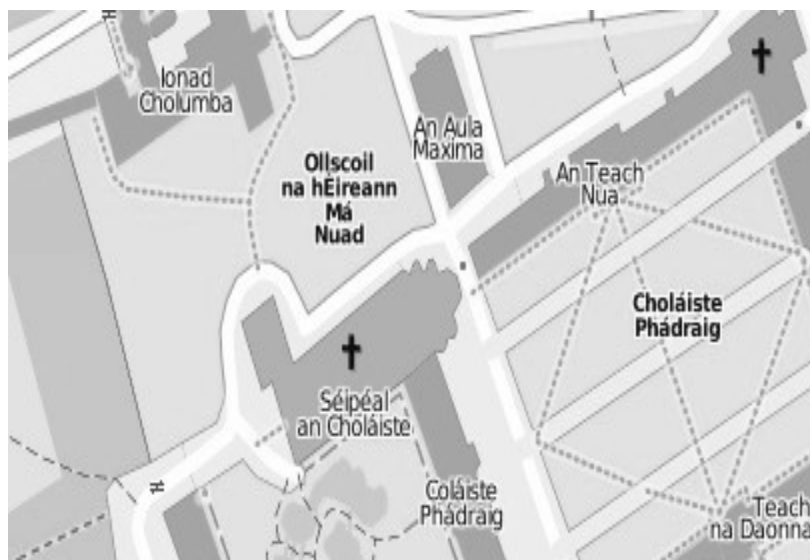 Ionad
Cholumba
An Aula
Maxima
Ollscoil
na hÉireann
Má
Nuad
An Teach
Nua
Choláiste
Phádraig
Séipéal
an Choláiste
Coláiste
Phádraig
Teach
na Daonna